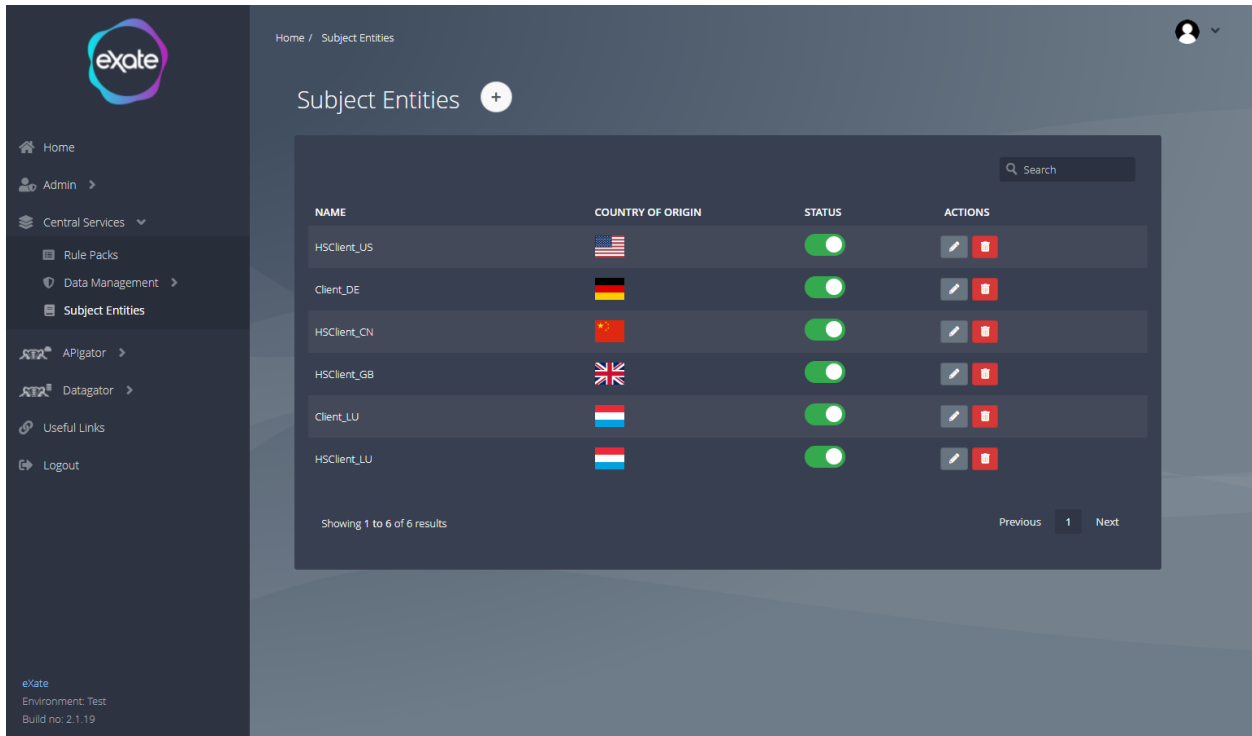 exate
Home
Admin
Central Services
Rule Packs
Data Management
Subject Entities
APIgator
Datagator
Useful Links
Logout
eXate
Environment: Test
Build no: 2.1.19
Home / Subject Entities
Subject Entities +
Search
NAME COUNTRY OF ORIGIN STATUS ACTIONS
HSClient_US
Client_DE
HSClient_CN
HSClient_GB
Client_LU
HSClient_LU
Showing 1 to 6 of 6 results
Previous 1 Next